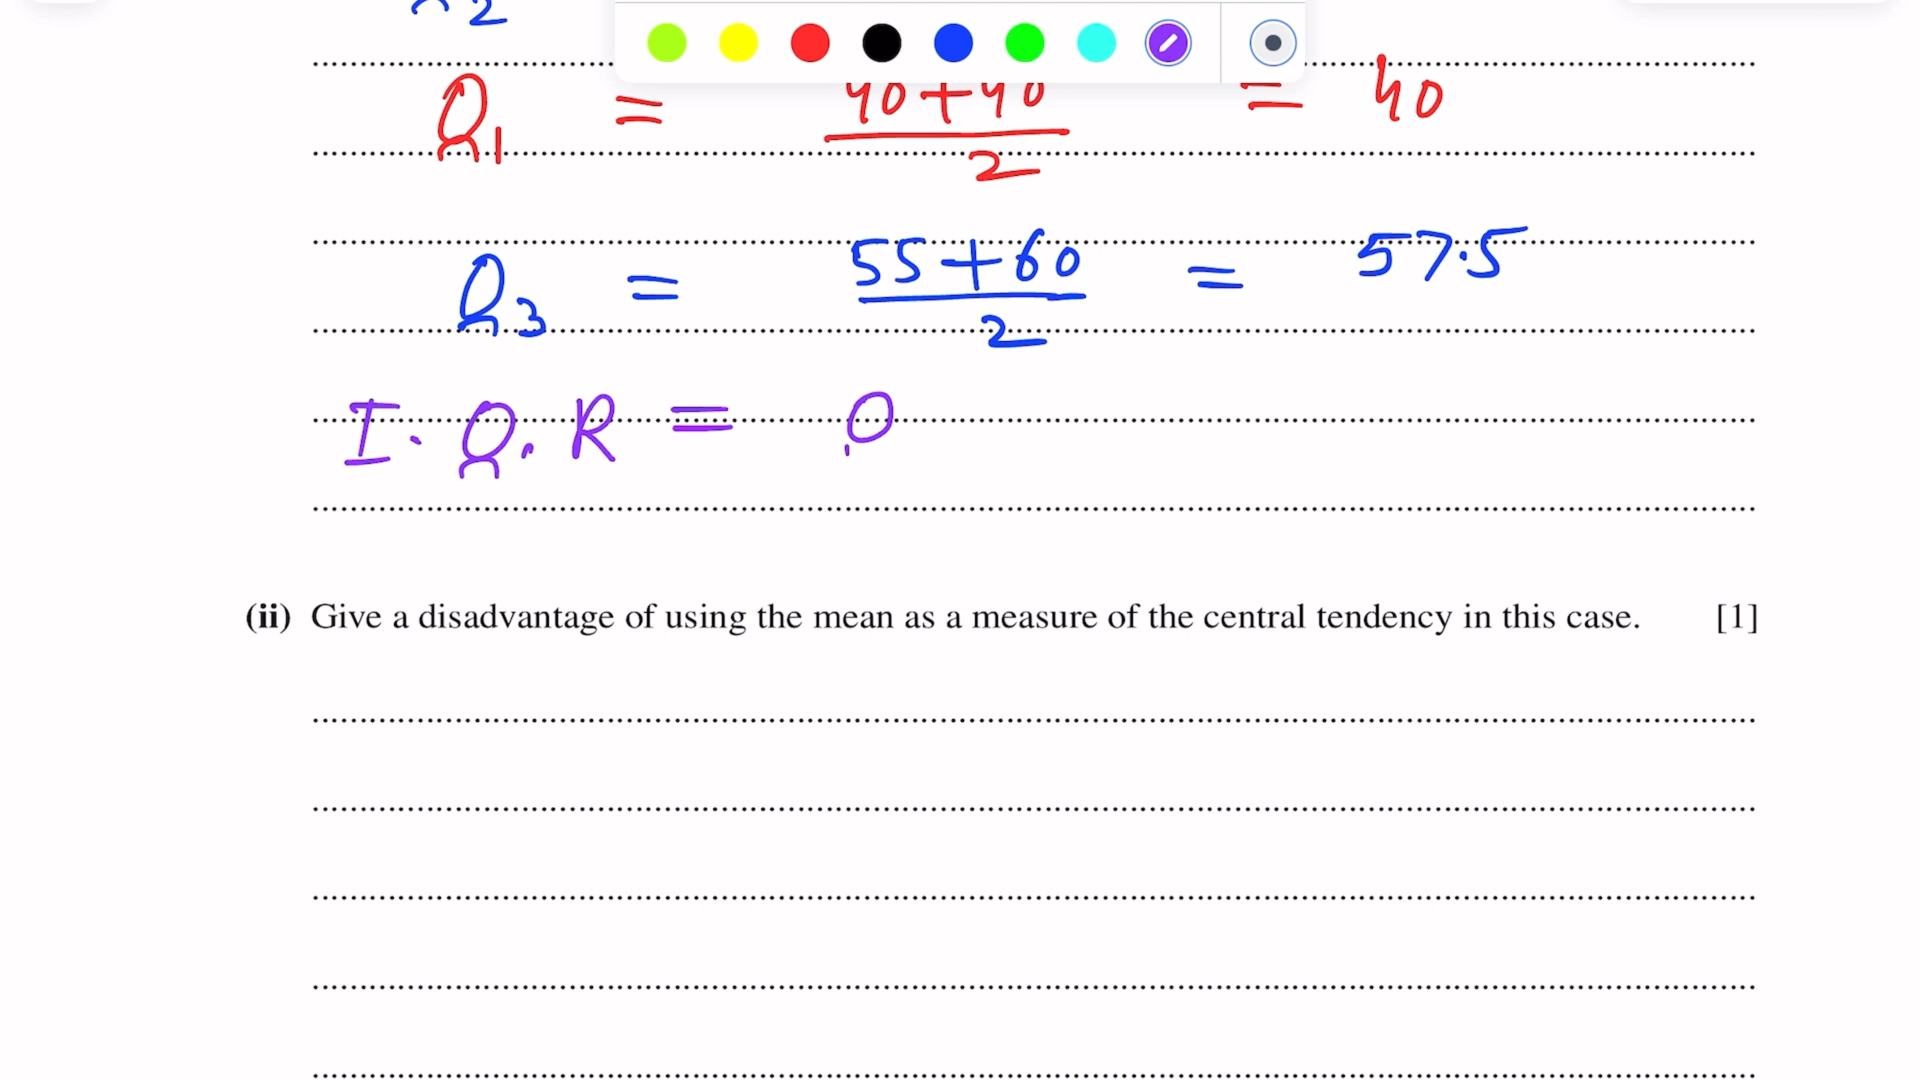 2
Q1 = 40+40 / 2 = 40
Q3 = 55+60 / 2 = 57.5
I.Q.R = Q
(ii) Give a disadvantage of using the mean as a measure of the central tendency in this case. [1]